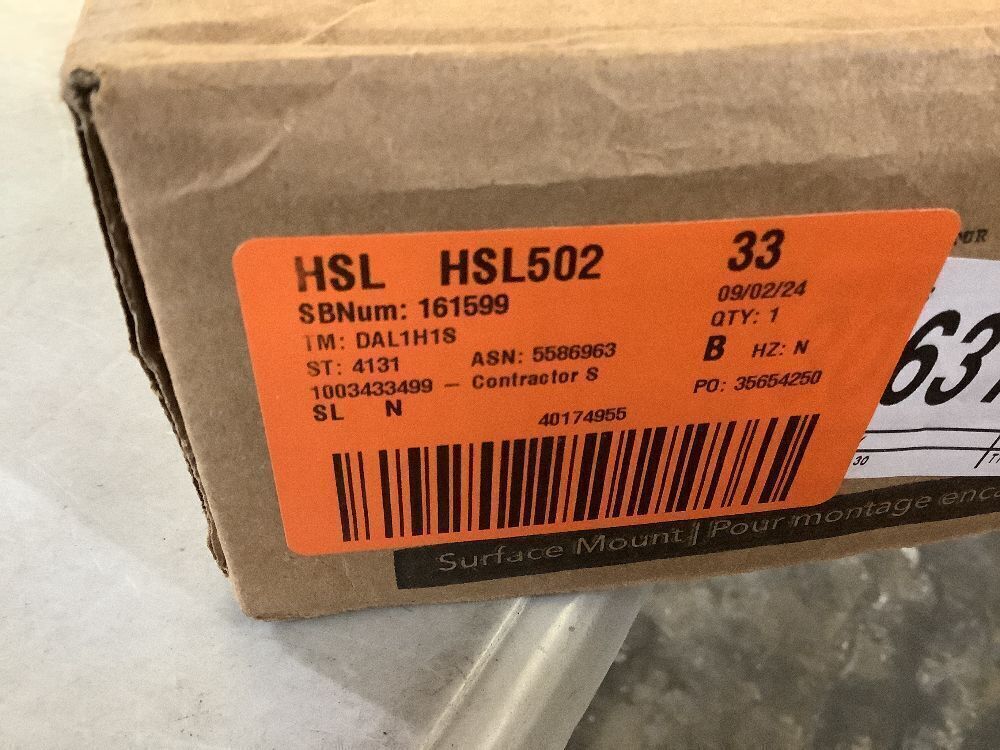 HSL HSL502 33
SBNum: 161599 09/02/24
TM: DAL1H1S QTY: 1
ST: 4131 ASN: 5586963 B HZ: N
1003433499 - Contractor S PO: 35654250
SL N
40174955
30
Surface Mount | Pour montage